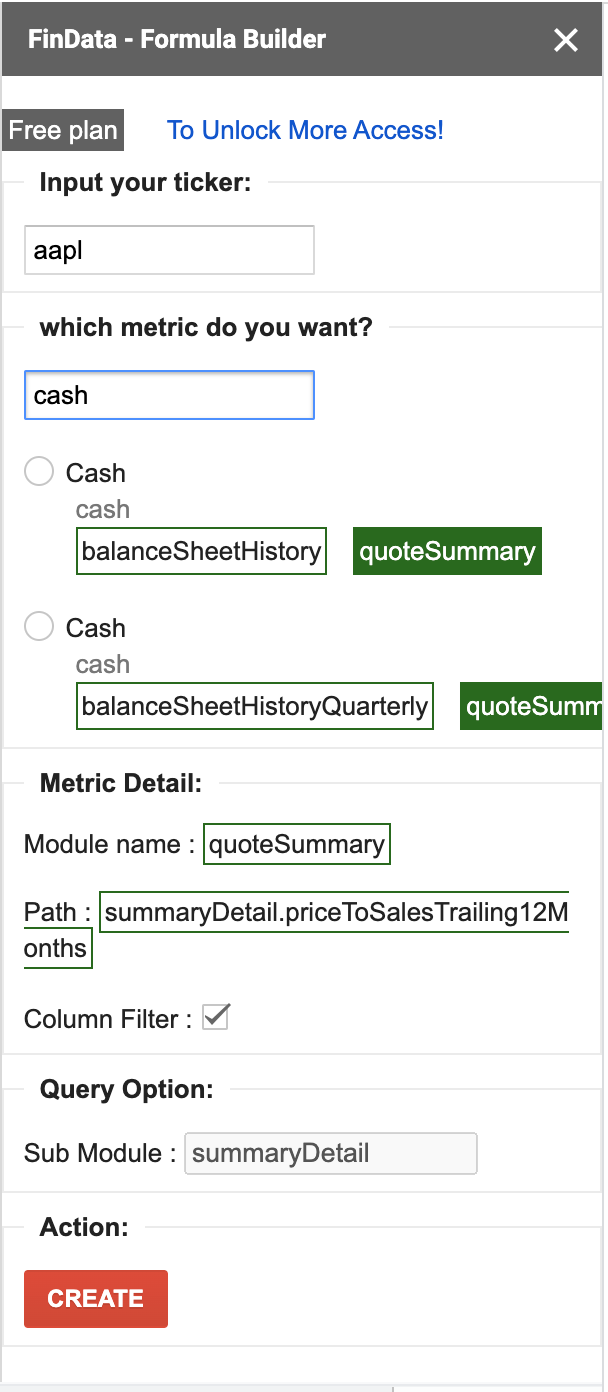 FinData - Formula Builder
Free plan To Unlock More Access!
Input your ticker:
aapl
which metric do you want?
cash
Cash
cash
balanceSheetHistory quoteSummary
Cash
cash
balanceSheetHistoryQuarterly quoteSumm
Metric Detail:
Module name : quoteSummary
Path : summaryDetail.priceToSalesTrailing12M
onths
Column Filter :
Query Option:
Sub Module : summaryDetail
Action:
CREATE